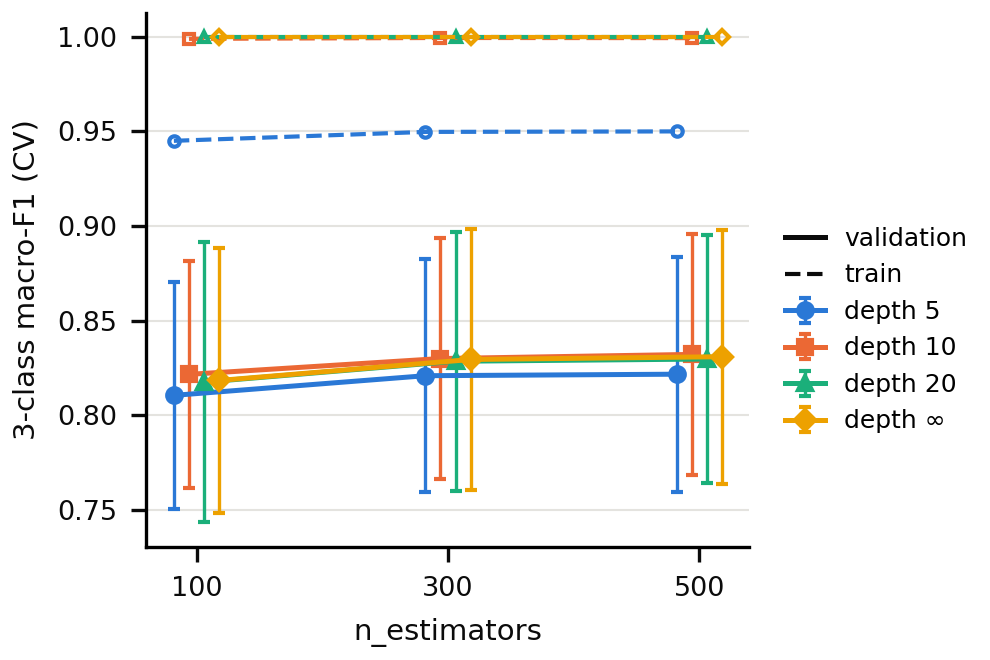 1.00
0.95
0.90
0.85
0.80
0.75
3-class macro-F1 (CV)
100 300 500
n_estimators
validation
train
depth 5
depth 10
depth 20
depth ∞